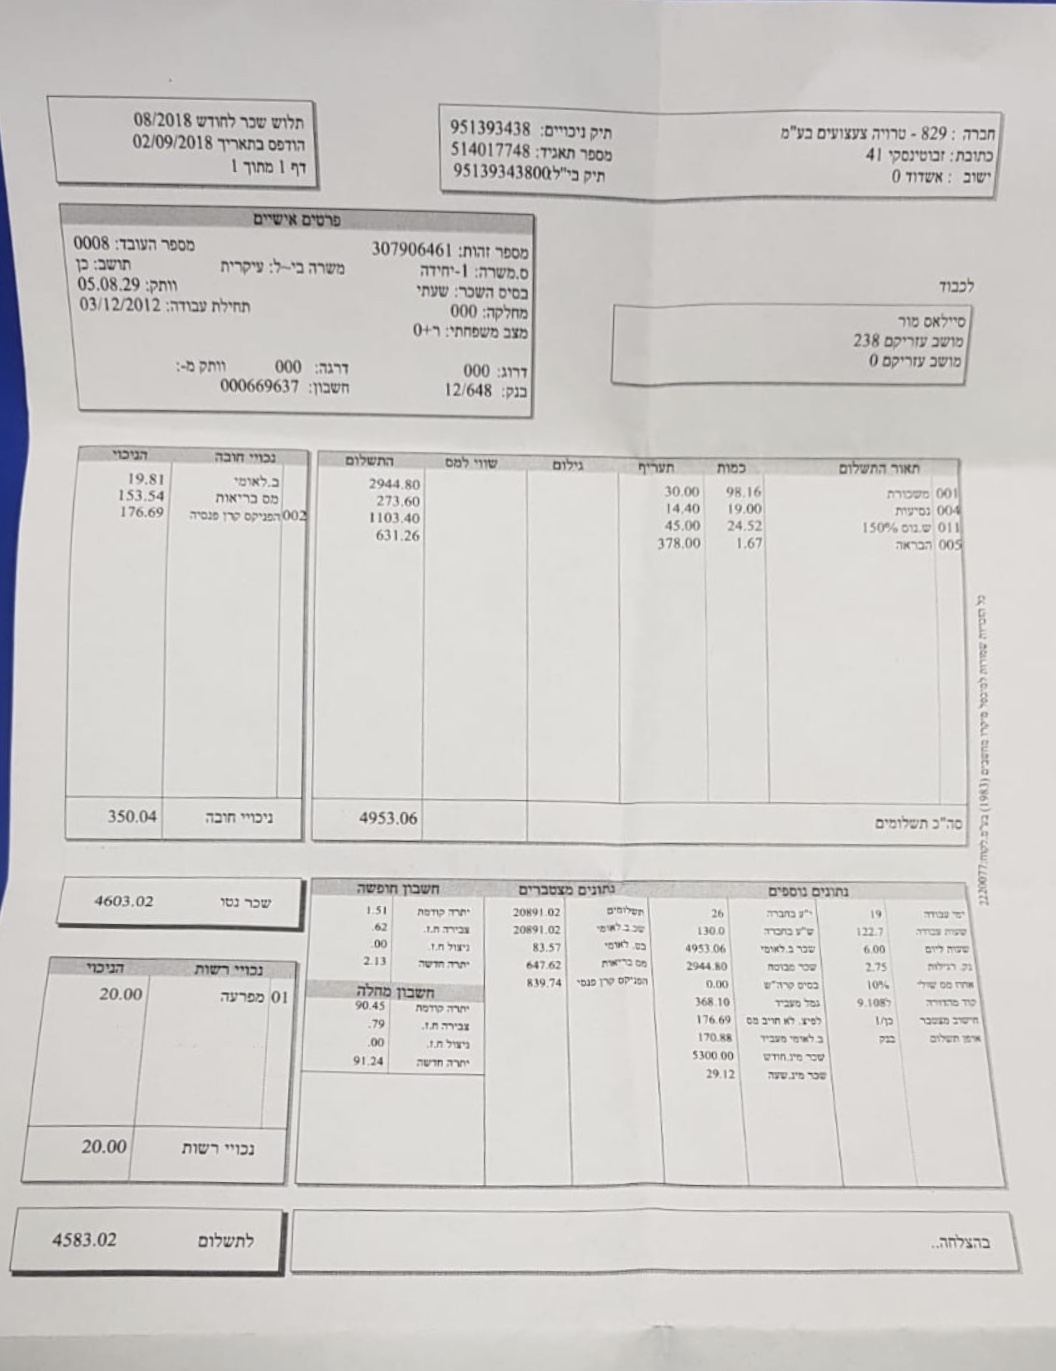 תלוש שכר לחודש 08/2018
הודפס בתאריך 02/09/2018
דף 1 מתוך 1
חברה : 829 - טרויה צעצועים בע"מ
כתובת: זבוטינסקי 41
ישוב : אשדוד 0
תיק ניכויים: 951393438
מספר תאגיד: 514017748
תיק בי"ל: 95139343800
פרטים אישיים
מספר זהות: 307906461 מספר העובד: 0008
ס.משרה: 1-יחידה משרה בי~ל: עיקרית תושב: כן
בסיס השכר: שעתי וותק: 05.08.29
מחלקה: 000 תחילת עבודה: 03/12/2012
מצב משפחתי: ר+0
דרוג: 000 דרגה: 000 וותק מ-:
בנק: 12/648 חשבון: 000669637
לכבוד
סיילאס מור
מושב עזריקם 238
מושב עזריקם 0
תאור התשלום כמות תעריף גילום שווי למס התשלום
001 משכורת 98.16 30.00 2944.80
004 נסיעות 19.00 14.40 273.60
011 ש.נוס 150% 24.52 45.00 1103.40
005 הבראה 1.67 378.00 631.26
סה"כ תשלומים 4953.06
נכויי חובה הניכוי
ב.לאומי 19.81
מס בריאות 153.54
002 הפניקס קרן פנסיה 176.69
ניכויי חובה 350.04
כל הזכויות שמורות למיכפל מיקרו מחשבים (1983) בע"מ.לקוח:2220077
שכר נטו 4603.02
נתונים נוספים
ימי עבודה 19 י"ע בחברה 26
שעות עבודה 122.7 ש"ע בחברה 130.0
שעות ליום 6.00 שכר ב.לאומי 4953.06
נק. רגילות 2.75 שכר מבוטח 2944.80
אחוז מס שולי 10% בסיס קרה"ש 0.00
קוד מהדורה 9.108 גמל מעביד 368.10
חישוב מצטבר כן/1 לפיצ. לא חויב מס 176.69
אופן תשלום בנק ב.לאומי מעביד 170.88
שכר מינ.חודש 5300.00
שכר מינ.שעה 29.12
נתונים מצטברים
תשלומים 20891.02
שכ.ב.לאומי 20891.02
בט. לאומי 83.57
מס בריאות 647.62
הפניקס קרן פנסי 839.74
חשבון חופשה
יתרה קודמת 1.51
צבירה ת.ז. .62
ניצול ת.ז. .00
יתרה חדשה 2.13
חשבון מחלה
יתרה קודמת 90.45
צבירה ת.ז. .79
ניצול ת.ז. .00
יתרה חדשה 91.24
נכויי רשות הניכוי
01 מפרעה 20.00
נכויי רשות 20.00
לתשלום 4583.02
בהצלחה..